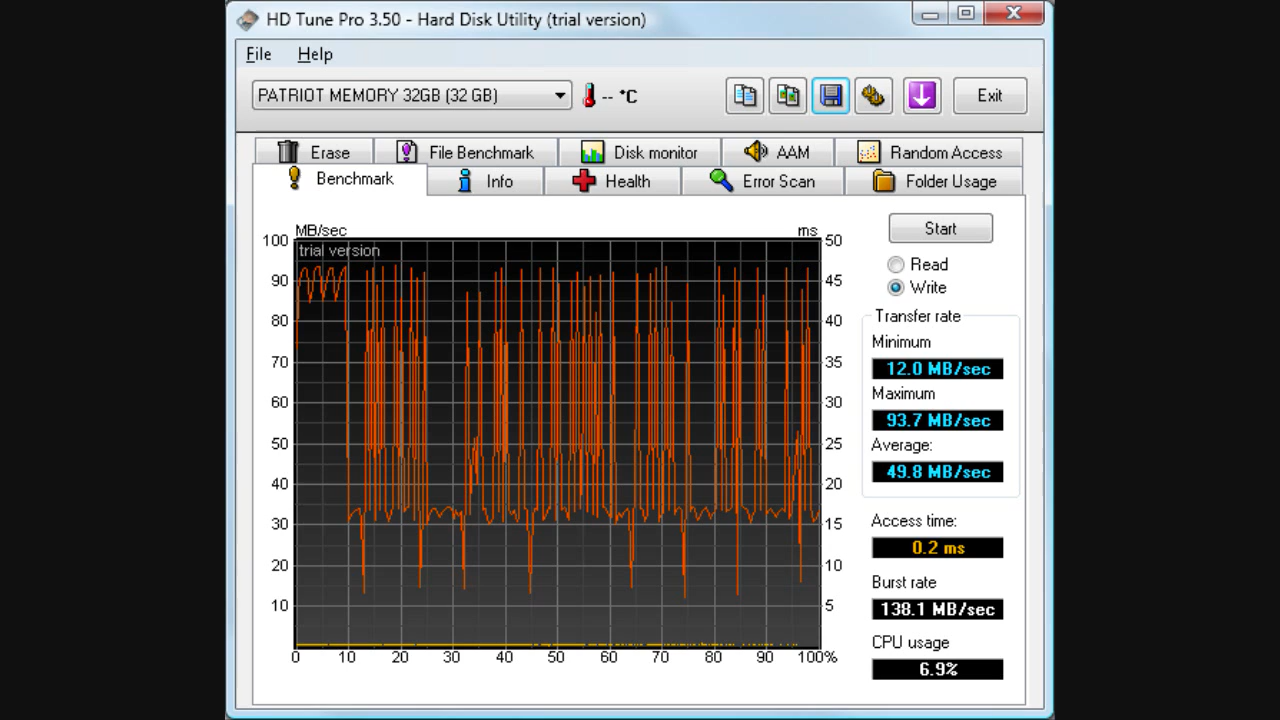 HD Tune Pro 3.50 - Hard Disk Utility (trial version)
File Help
PATRIOT MEMORY 32GB (32 GB) -- °C Exit
Erase File Benchmark Disk monitor AAM Random Access
Benchmark Info Health Error Scan Folder Usage
MB/sec ms
trial version
100 50
90 45
80 40
70 35
60 30
50 25
40 20
30 15
20 10
10 5
0 10 20 30 40 50 60 70 80 90 100%
Start
Read
Write
Transfer rate
Minimum
12.0 MB/sec
Maximum
93.7 MB/sec
Average:
49.8 MB/sec
Access time:
0.2 ms
Burst rate
138.1 MB/sec
CPU usage
6.9%